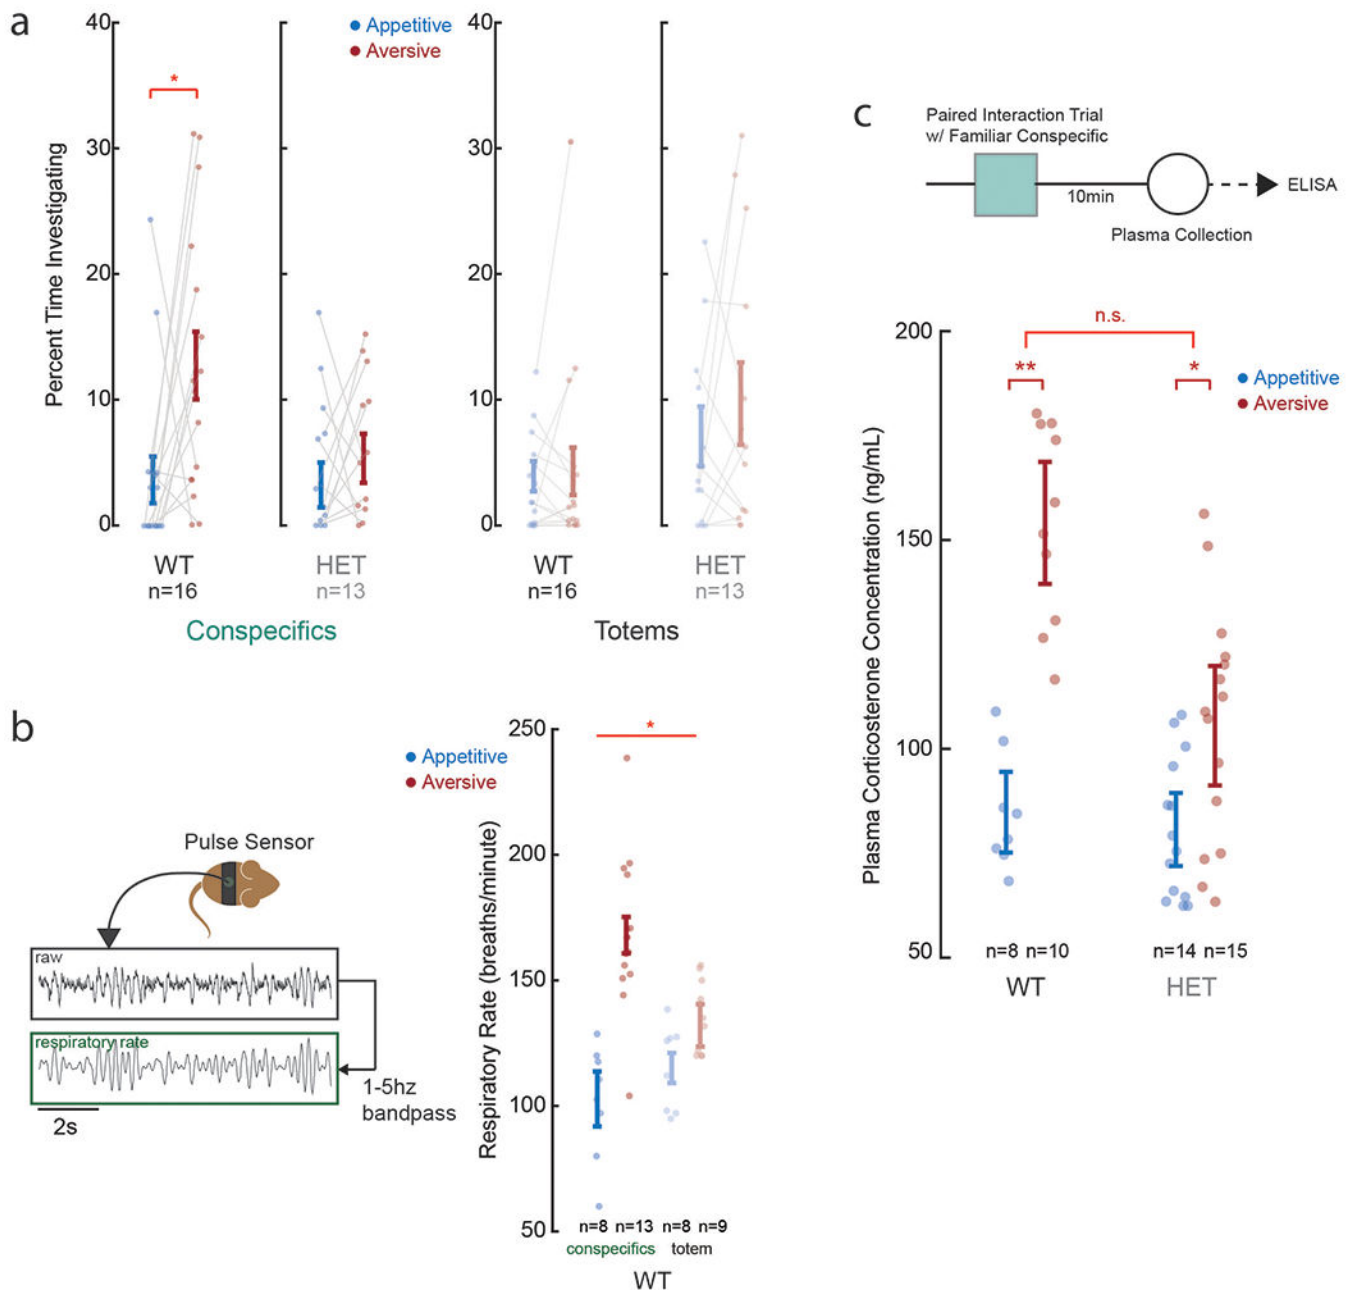 a
Percent Time Investigating
40
30
20
10
0
*
Appetitive
Aversive
40
30
20
10
0
WT
n=16
HET
n=13
WT
n=16
HET
n=13
Conspecifics
Totems
b
Appetitive
Aversive
Pulse Sensor
raw
respiratory rate
1-5hz
bandpass
2s
Respiratory Rate (breaths/minute)
250
200
150
100
50
*
n=8 n=13 n=8 n=9
conspecifics totem
WT
c
Paired Interaction Trial
w/ Familiar Conspecific
10min
ELISA
Plasma Collection
Plasma Corticosterone Concentration (ng/mL)
200
150
100
50
n.s.
**
*
Appetitive
Aversive
n=8 n=10 n=14 n=15
WT HET